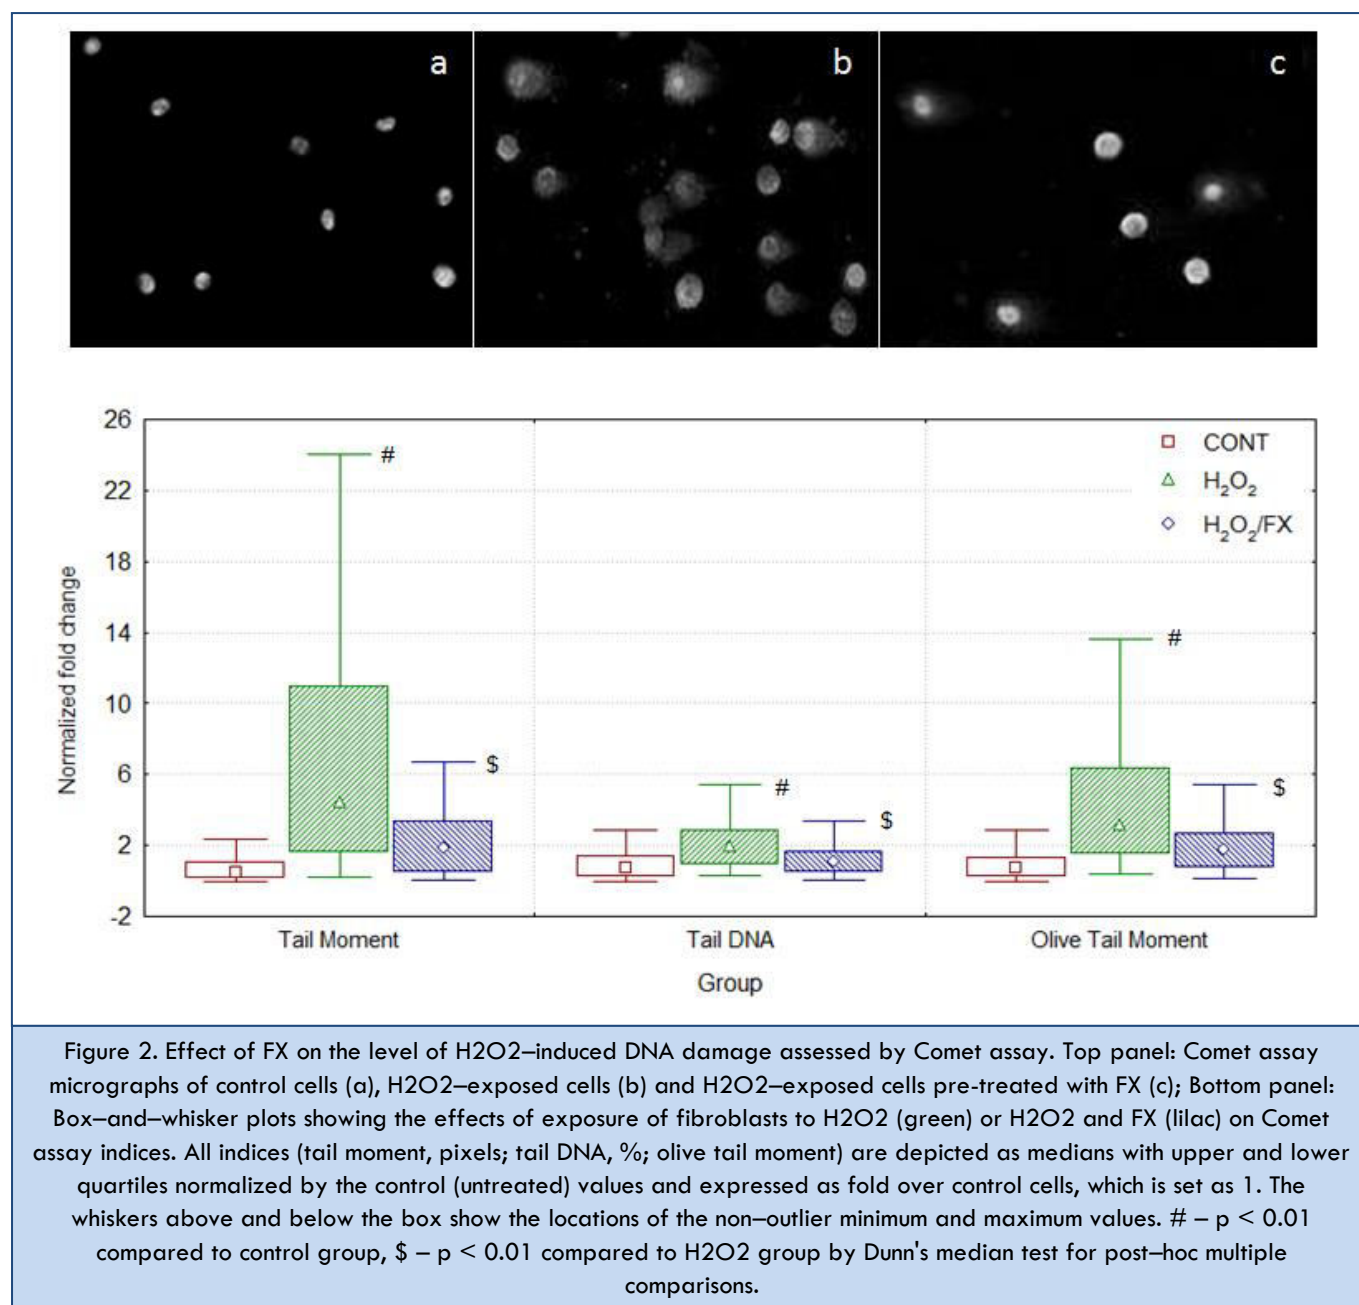 a b c
26
22
18
14
10
6
2
-2
Normalized fold change
CONT
H₂O₂
H₂O₂/FX
# $ # $ # $
Tail Moment Tail DNA Olive Tail Moment
Group
Figure 2. Effect of FX on the level of H2O2–induced DNA damage assessed by Comet assay. Top panel: Comet assay
micrographs of control cells (a), H2O2–exposed cells (b) and H2O2–exposed cells pre-treated with FX (c); Bottom panel:
Box–and–whisker plots showing the effects of exposure of fibroblasts to H2O2 (green) or H2O2 and FX (lilac) on Comet
assay indices. All indices (tail moment, pixels; tail DNA, %; olive tail moment) are depicted as medians with upper and lower
quartiles normalized by the control (untreated) values and expressed as fold over control cells, which is set as 1. The
whiskers above and below the box show the locations of the non–outlier minimum and maximum values. # – p < 0.01
compared to control group, $ – p < 0.01 compared to H2O2 group by Dunn's median test for post–hoc multiple
comparisons.